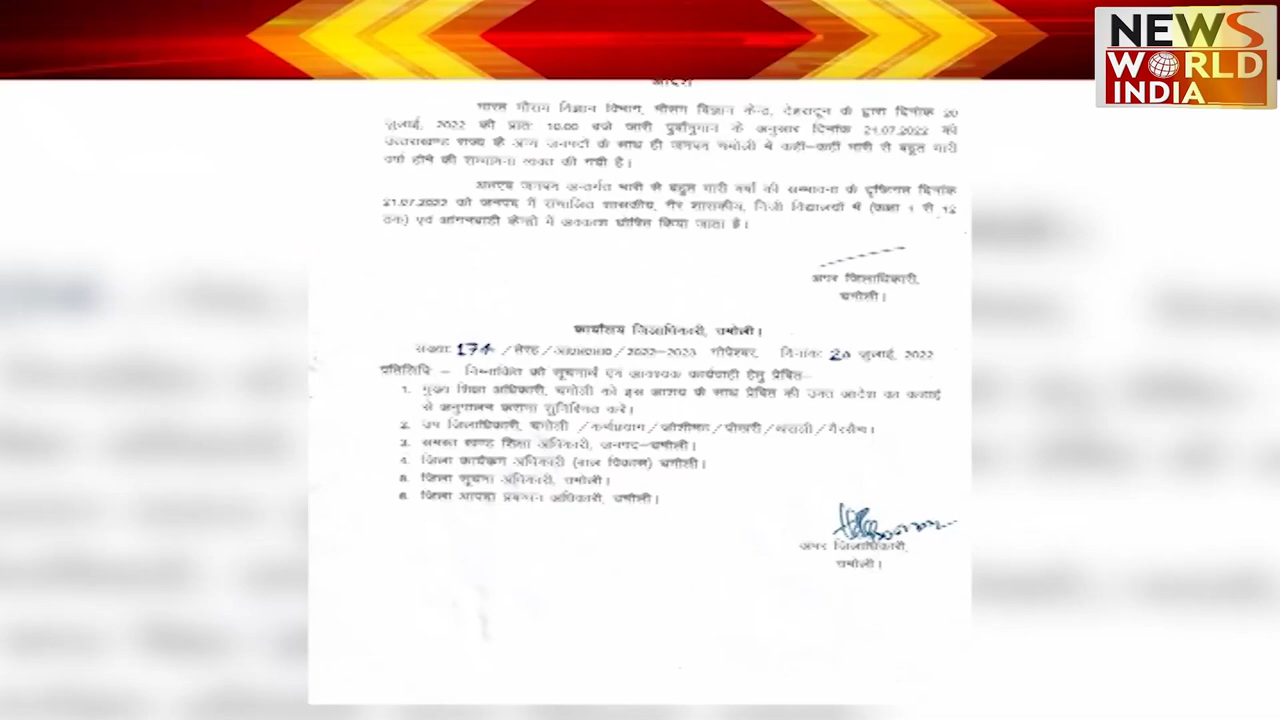 NEWS
WORLD
INDIA
आदेश
भारत मौसम विज्ञान विभाग, मौसम विज्ञान केन्द्र, देहरादून के द्वारा दिनांक 20
जुलाई, 2022 की प्रातः 10.00 बजे जारी पूर्वानुमान के अनुसार दिनांक 21.07.2022 को
उत्तराखण्ड राज्य के अन्य जनपदों के साथ ही जनपद चमोली में कहीं-कहीं भारी से बहुत भारी
वर्षा होने की सम्भावना व्यक्त की गयी है।
अतएव जनपद अन्तर्गत भारी से बहुत भारी वर्षा की सम्भावना के दृष्टिगत दिनांक
21.07.2022 को जनपद में संचालित शासकीय, गैर शासकीय, निजी विद्यालयों में (कक्षा 1 से 12
तक) एवं आंगनबाड़ी केन्द्रों में अवकाश घोषित किया जाता है।
अपर जिलाधिकारी,
चमोली।
कार्यालय जिलाधिकारी, चमोली।
संख्या: 174 /तेरह/आ0प्र0प्रा0/2022-2023 गोपेश्वर, दिनांक: 20 जुलाई, 2022
प्रतिलिपि:- निम्नांकित को सूचनार्थ एवं आवश्यक कार्यवाही हेतु प्रेषित-
1. मुख्य शिक्षा अधिकारी, चमोली को इस आशय के साथ प्रेषित की उक्त आदेश का कड़ाई
से अनुपालन कराना सुनिश्चित करें।
2. उप जिलाधिकारी, चमोली /कर्णप्रयाग/जोशीमठ/पोखरी/थराली/गैरसैण।
3. समस्त खण्ड शिक्षा अधिकारी, जनपद-चमोली।
4. जिला कार्यक्रम अधिकारी (बाल विकास) चमोली।
5. जिला सूचना अधिकारी, चमोली।
6. जिला आपदा प्रबन्धन अधिकारी, चमोली।
अपर जिलाधिकारी,
चमोली।